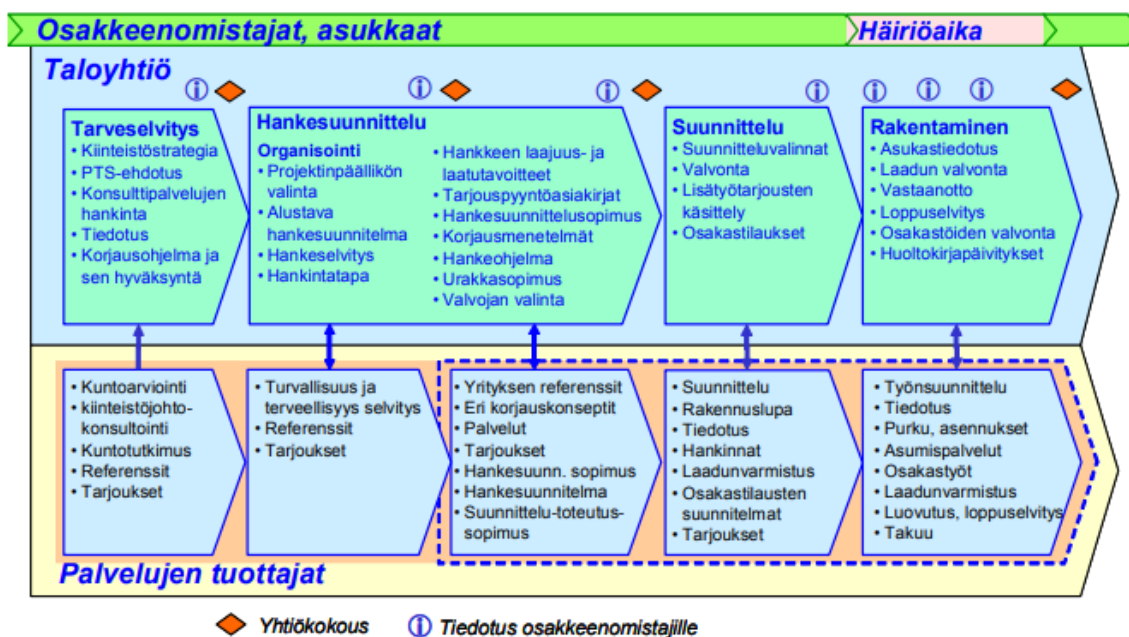 Osakkeenomistajat, asukkaat
Häiriöaika
Taloyhtiö
Tarveselvitys
• Kiinteistöstrategia
• PTS-ehdotus
• Konsulttipalvelujen
hankinta
• Tiedotus
• Korjausohjelma ja
sen hyväksyntä
Hankesuunnittelu
Organisointi
• Projektinpäällikön
valinta
• Alustava
hankesuunnitelma
• Hankeselvitys
• Hankintatapa
• Hankkeen laajuus- ja
laatutavoitteet
• Tarjouspyyntöasiakirjat
• Hankesuunnittelusopimus
• Korjausmenetelmät
• Hankeohjelma
• Urakkasopimus
• Valvojan valinta
Suunnittelu
• Suunnitteluvalinnat
• Valvonta
• Lisätyötarjousten
käsittely
• Osakastilaukset
Rakentaminen
• Asukastiedotus
• Laadun valvonta
• Vastaanotto
• Loppuselvitys
• Osakastöiden valvonta
• Huoltokirjapäivitykset
• Kuntoarviointi
• kiinteistöjohto-
konsultointi
• Kuntotutkimus
• Referenssit
• Tarjoukset
• Turvallisuus ja
terveellisyys selvitys
• Referenssit
• Tarjoukset
• Yrityksen referenssit
• Eri korjauskonseptit
• Palvelut
• Tarjoukset
• Hankesuunn. sopimus
• Hankesuunnitelma
• Suunnittelu-toteutus-
sopimus
• Suunnittelu
• Rakennuslupa
• Tiedotus
• Hankinnat
• Laadunvarmistus
• Osakastilausten
suunnitelmat
• Tarjoukset
• Työnsuunnittelu
• Tiedotus
• Purku, asennukset
• Asumispalvelut
• Osakastyöt
• Laadunvarmistus
• Luovutus, loppuselvitys
• Takuu
Palvelujen tuottajat
Yhtiökokous
i Tiedotus osakkeenomistajille